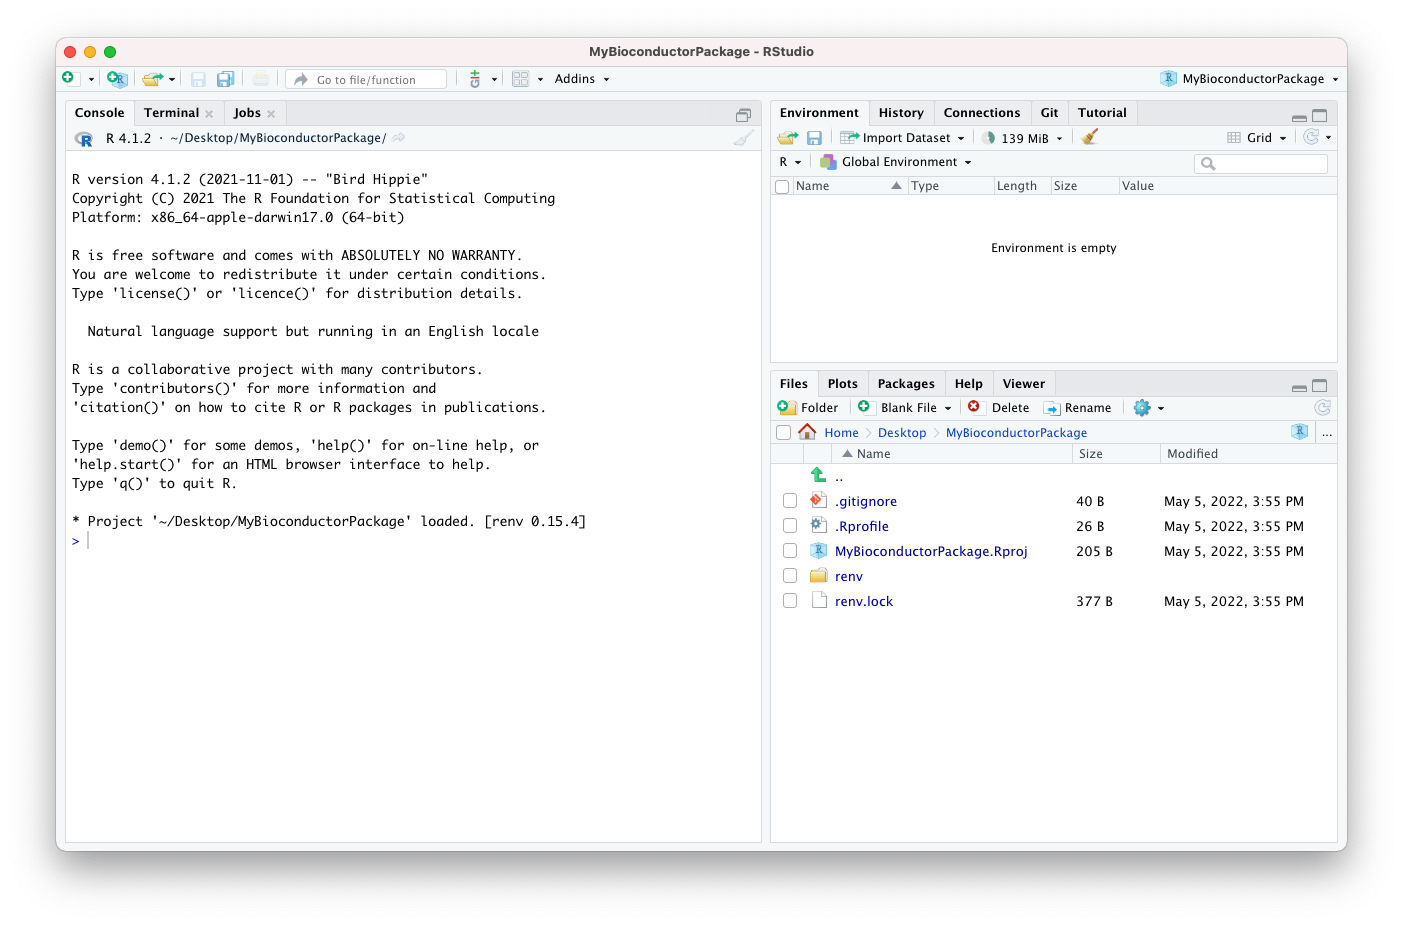 MyBioconductorPackage - RStudio
Go to file/function
Addins
MyBioconductorPackage
Console Terminal Jobs
R 4.1.2 · ~/Desktop/MyBioconductorPackage/
R version 4.1.2 (2021-11-01) -- "Bird Hippie"
Copyright (C) 2021 The R Foundation for Statistical Computing
Platform: x86_64-apple-darwin17.0 (64-bit)
R is free software and comes with ABSOLUTELY NO WARRANTY.
You are welcome to redistribute it under certain conditions.
Type 'license()' or 'licence()' for distribution details.
Natural language support but running in an English locale
R is a collaborative project with many contributors.
Type 'contributors()' for more information and
'citation()' on how to cite R or R packages in publications.
Type 'demo()' for some demos, 'help()' for on-line help, or
'help.start()' for an HTML browser interface to help.
Type 'q()' to quit R.
* Project '~/Desktop/MyBioconductorPackage' loaded. [renv 0.15.4]
>
Environment History Connections Git Tutorial
Import Dataset 139 MiB Grid
R Global Environment
Name Type Length Size Value
Environment is empty
Files Plots Packages Help Viewer
Folder Blank File Delete Rename
Home Desktop MyBioconductorPackage ...
Name Size Modified
..
.gitignore 40 B May 5, 2022, 3:55 PM
.Rprofile 26 B May 5, 2022, 3:55 PM
MyBioconductorPackage.Rproj 205 B May 5, 2022, 3:55 PM
renv
renv.lock 377 B May 5, 2022, 3:55 PM